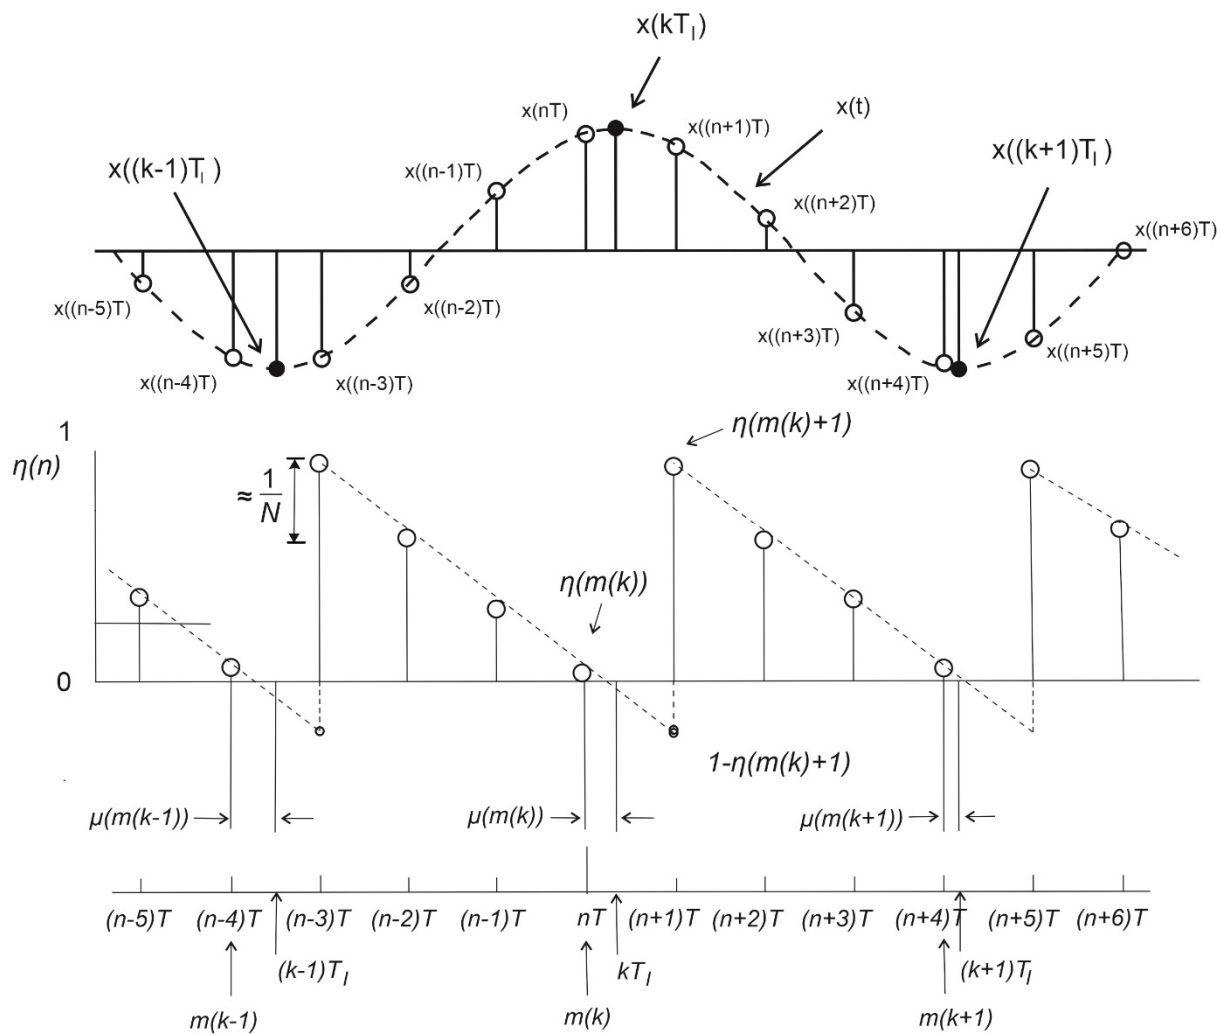 x(kT_I)
x(nT)
x((n+1)T)
x(t)
x((k-1)T_I)
x((n-1)T)
x((k+1)T_I)
x((n+2)T)
x((n+6)T)
x((n-5)T)
x((n-2)T)
x((n+3)T)
x((n+5)T)
x((n-4)T)
x((n-3)T)
x((n+4)T)
1
η(n)
≈ 1/N
η(m(k)+1)
η(m(k))
0
1-η(m(k)+1)
μ(m(k-1))
μ(m(k))
μ(m(k+1))
(n-5)T (n-4)T (n-3)T (n-2)T (n-1)T nT (n+1)T (n+2)T (n+3)T (n+4)T (n+5)T (n+6)T
(k-1)T_I kT_I (k+1)T_I
m(k-1) m(k) m(k+1)